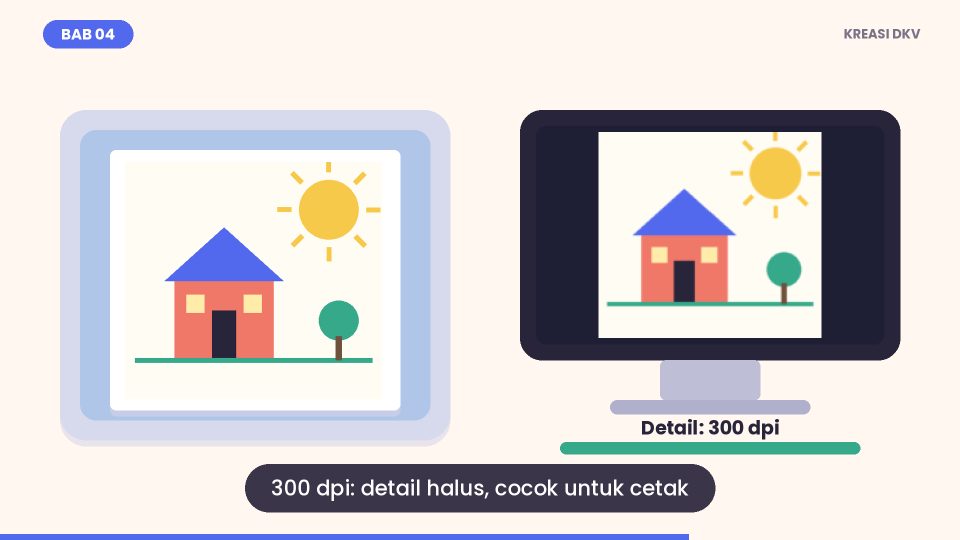 BAB 04
KREASI DKV
Detail: 300 dpi
300 dpi: detail halus, cocok untuk cetak